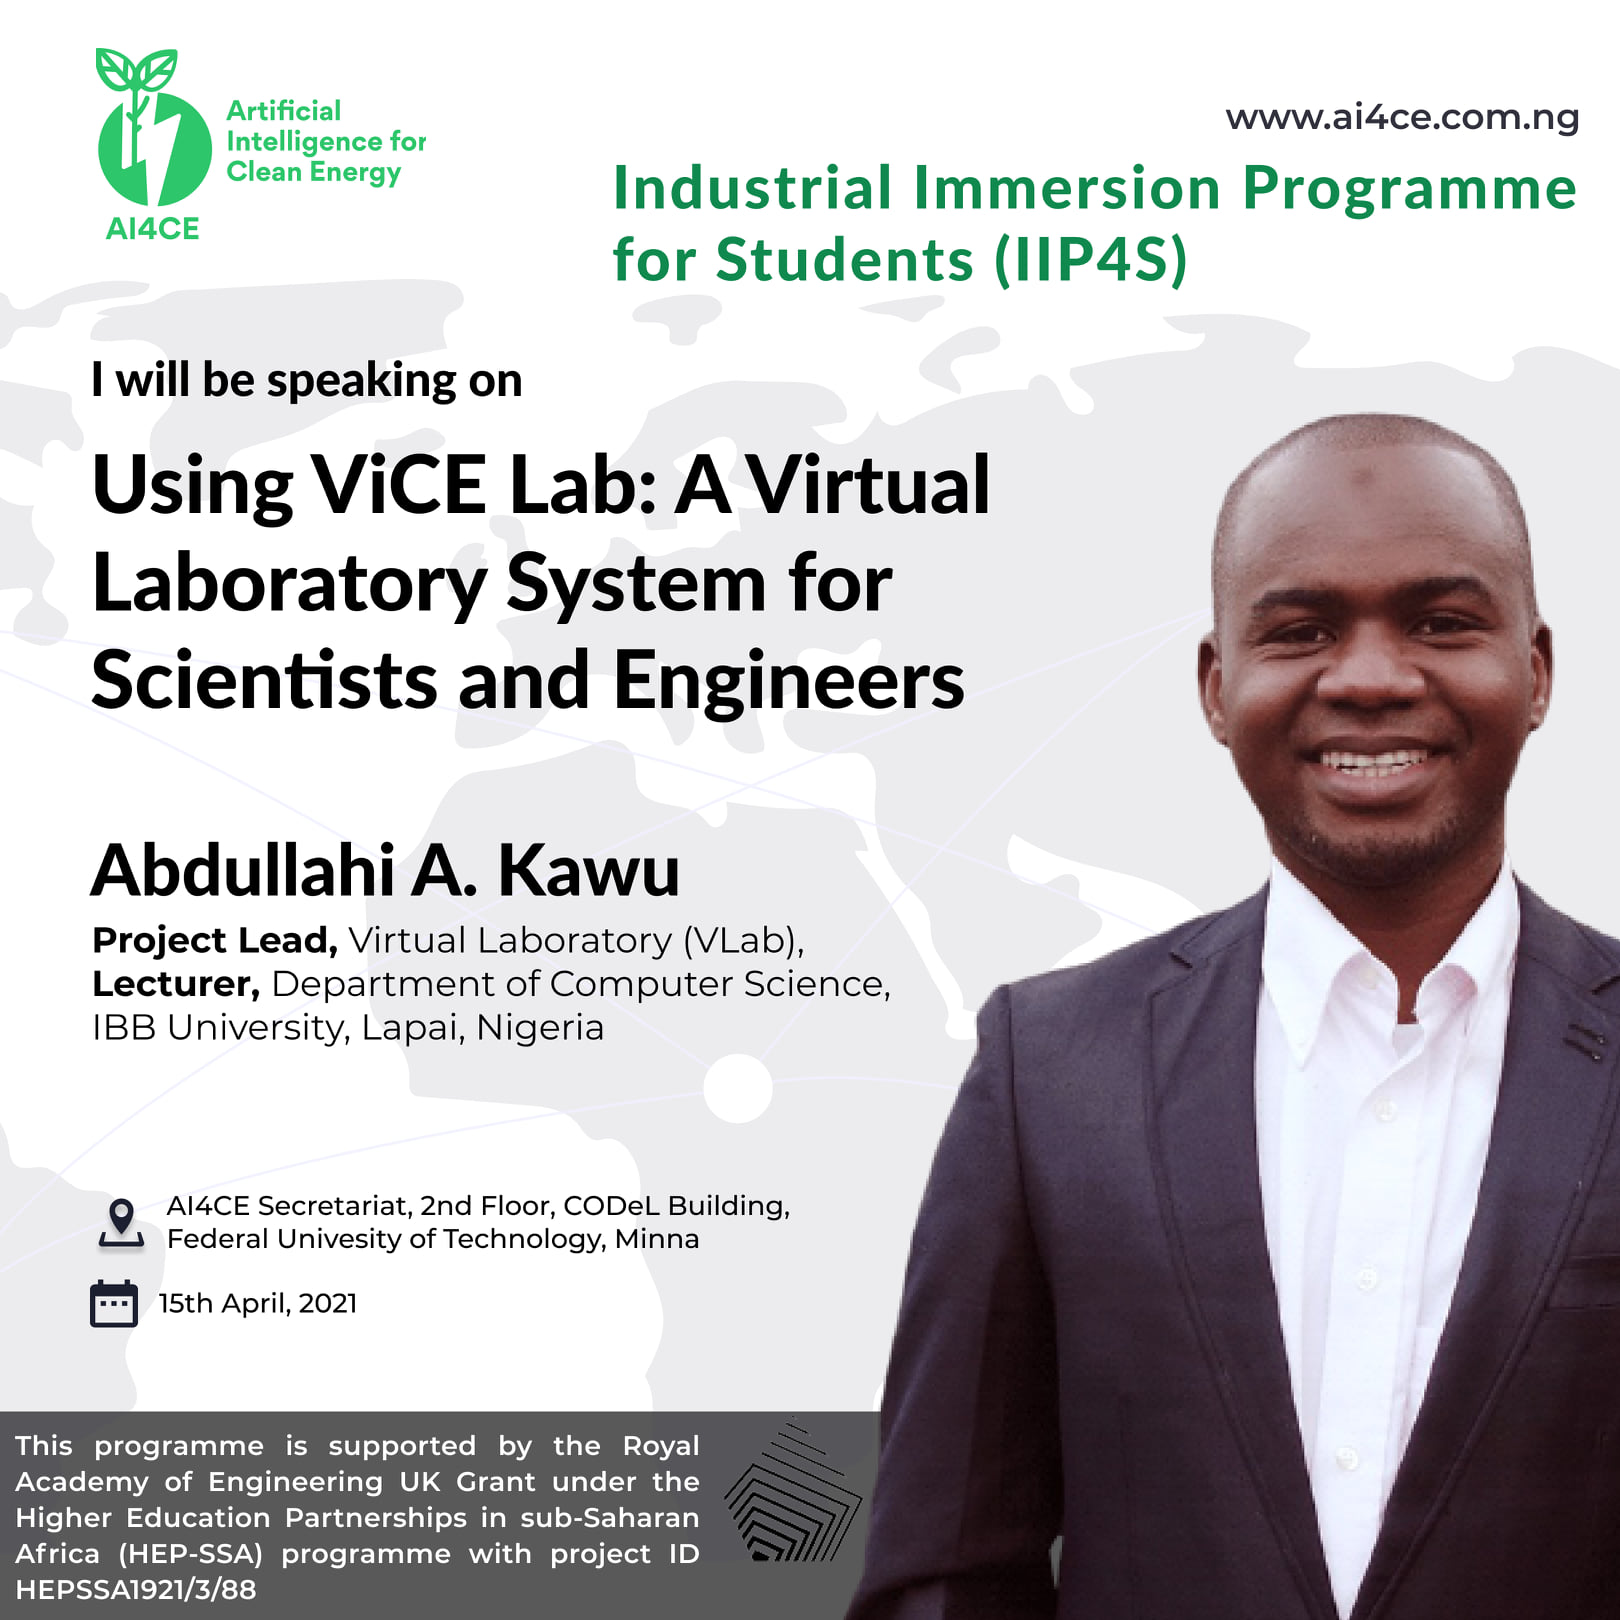 Artificial
Intelligence for
Clean Energy
AI4CE
www.ai4ce.com.ng
Industrial Immersion Programme
for Students (IIP4S)
I will be speaking on
Using ViCE Lab: A Virtual
Laboratory System for
Scientists and Engineers
Abdullahi A. Kawu
Project Lead, Virtual Laboratory (VLab),
Lecturer, Department of Computer Science,
IBB University, Lapai, Nigeria
AI4CE Secretariat, 2nd Floor, CODeL Building,
Federal Univesity of Technology, Minna
15th April, 2021
This programme is supported by the Royal
Academy of Engineering UK Grant under the
Higher Education Partnerships in sub-Saharan
Africa (HEP-SSA) programme with project ID
HEPSSA1921/3/88